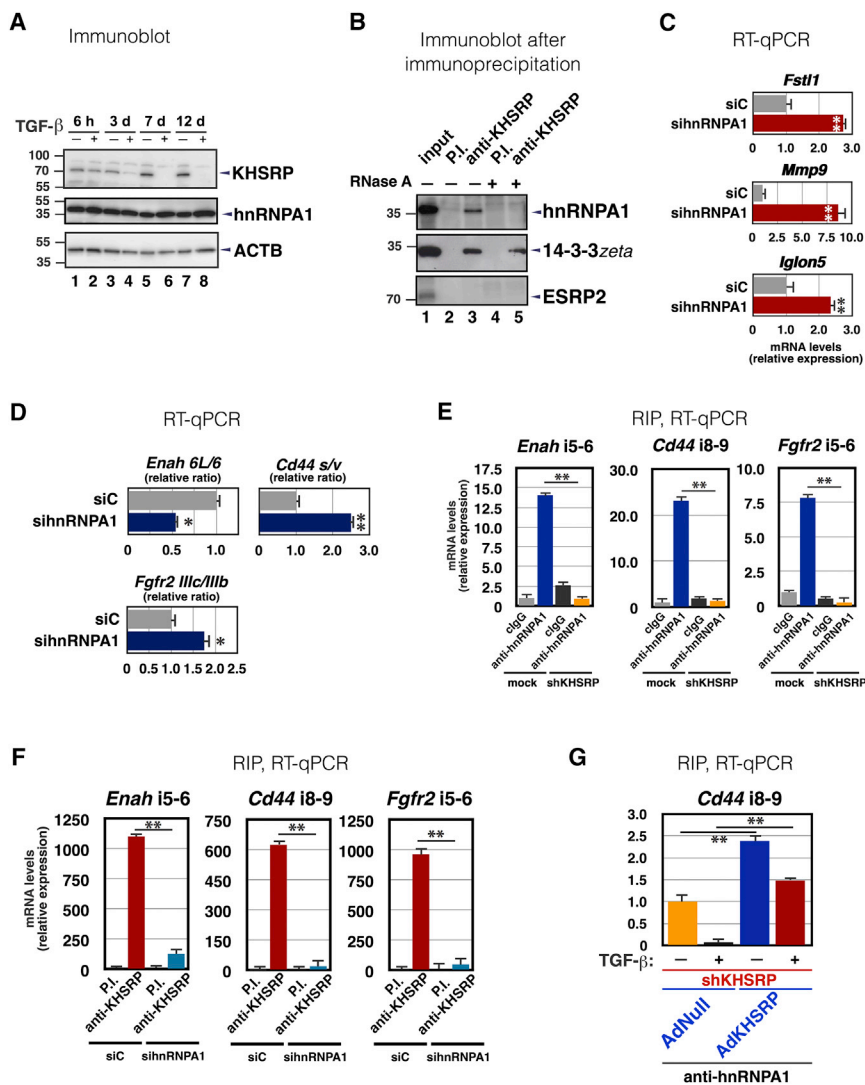 A
Immunoblot
TGF-β 6 h 3 d 7 d 12 d
– + – + – + – +
100
70
55
KHSRP
35
hnRNPA1
55
35
ACTB
1 2 3 4 5 6 7 8
B
Immunoblot after
immunoprecipitation
input P.I. anti-KHSRP P.I. anti-KHSRP
RNase A – – – + +
35
hnRNPA1
35
14-3-3zeta
70
ESRP2
1 2 3 4 5
C
RT-qPCR
Fstl1
siC
sihnRNPA1
**
0 1.0 2.0 3.0
Mmp9
siC
sihnRNPA1
**
0 2.5 5.0 7.5 10.0
Iglon5
siC
sihnRNPA1
**
0 1.0 2.0 3.0
mRNA levels
(relative expression)
D
RT-qPCR
Enah 6L/6
(relative ratio)
siC
sihnRNPA1
*
0 0.5 1.0
Cd44 s/v
(relative ratio)
**
0 1.0 2.0 3.0
Fgfr2 IIIc/IIIb
(relative ratio)
siC
sihnRNPA1
*
0 0.5 1.0 1.5 2.0 2.5
E
RIP, RT-qPCR
Enah i5-6
mRNA levels
(relative expression)
17.5
15.0
12.5
10.0
7.5
5.0
2.5
0
**
cIgG anti-hnRNPA1 cIgG anti-hnRNPA1
mock shKHSRP
Cd44 i8-9
30.0
20.0
10.0
0
**
cIgG anti-hnRNPA1 cIgG anti-hnRNPA1
mock shKHSRP
Fgfr2 i5-6
10.0
7.5
5.0
2.5
0
**
cIgG anti-hnRNPA1 cIgG anti-hnRNPA1
mock shKHSRP
F
RIP, RT-qPCR
Enah i5-6
mRNA levels
(relative expression)
1250
1000
750
500
250
0
**
P.I. anti-KHSRP P.I. anti-KHSRP
siC sihnRNPA1
Cd44 i8-9
750
600
450
300
150
0
**
P.I. anti-KHSRP P.I. anti-KHSRP
siC sihnRNPA1
Fgfr2 i5-6
1250
1000
750
500
250
0
**
P.I. anti-KHSRP P.I. anti-KHSRP
siC sihnRNPA1
G
RIP, RT-qPCR
Cd44 i8-9
3.0
2.5
2.0
1.5
1.0
0.5
0
**
**
TGF-β: – + – +
shKHSRP
AdNull AdKHSRP
anti-hnRNPA1